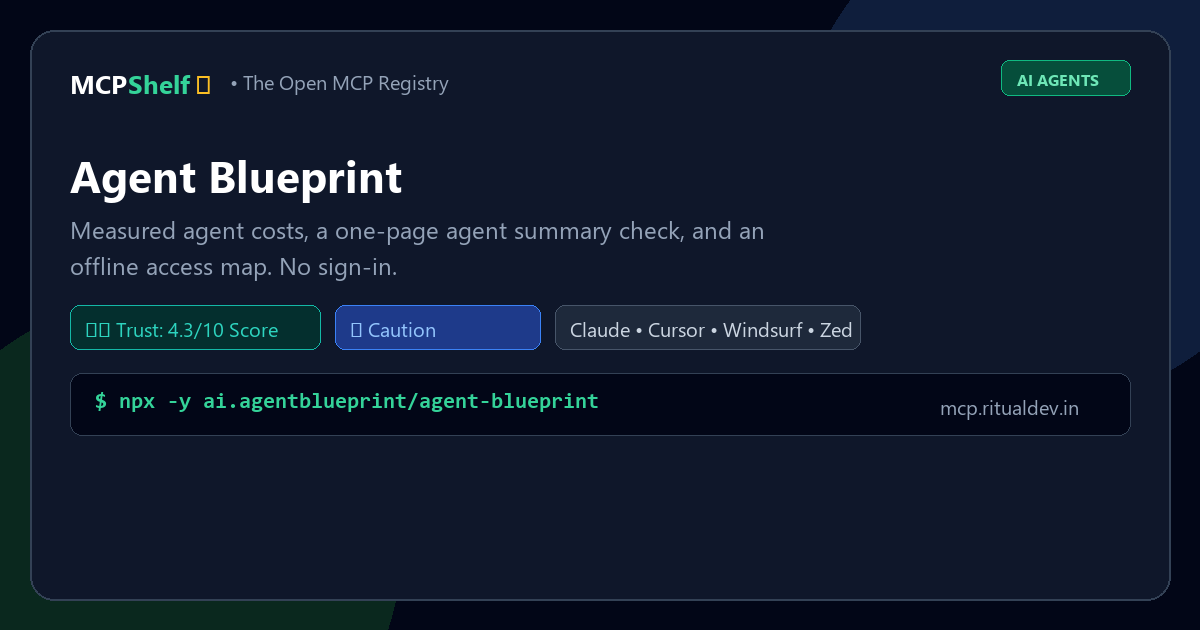 MCPShelf • The Open MCP Registry
AI AGENTS
Agent Blueprint
Measured agent costs, a one-page agent summary check, and an
offline access map. No sign-in.
Trust: 4.3/10 Score
Caution
Claude • Cursor • Windsurf • Zed
$ npx -y ai.agentblueprint/agent-blueprint
mcp.ritualdev.in